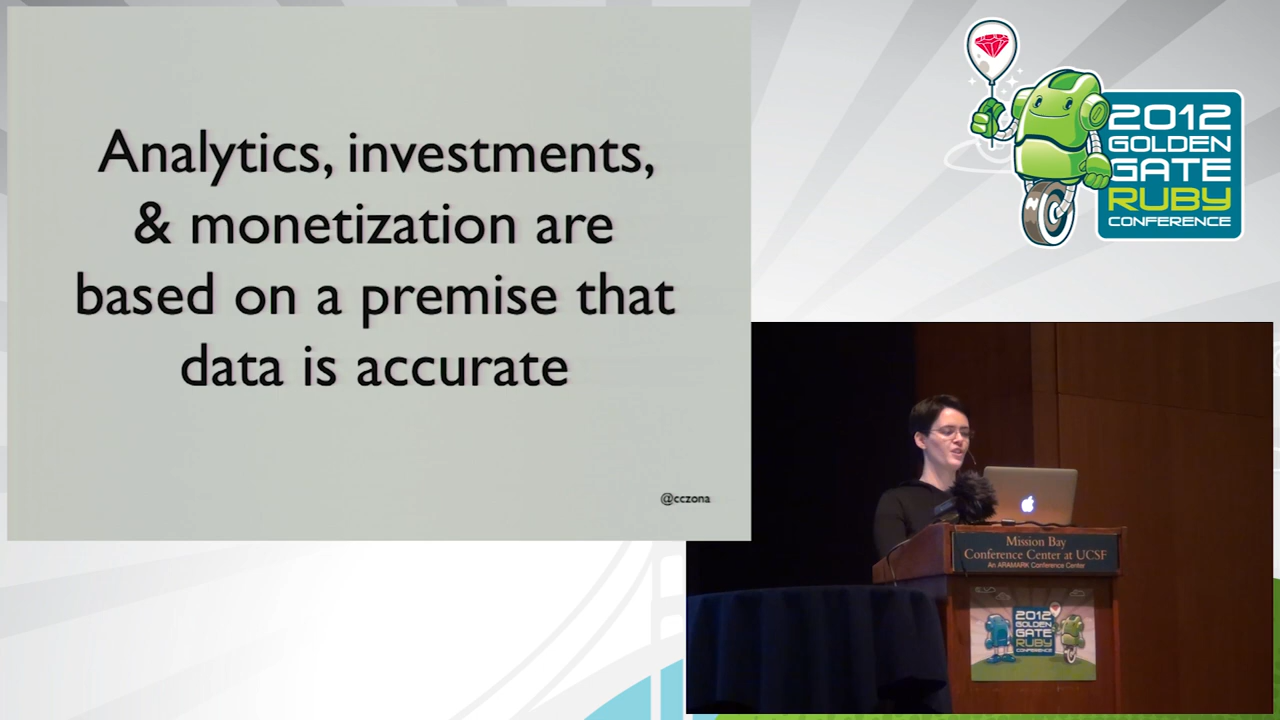 Analytics, investments,
& monetization are
based on a premise that
data is accurate
@cczona
2012
GOLDEN
GATE
RUBY
CONFERENCE
Mission Bay
Conference Center at UCSF
An ARAMARK Conference Center
2012
GOLDEN
GATE
RUBY
CONFERENCE